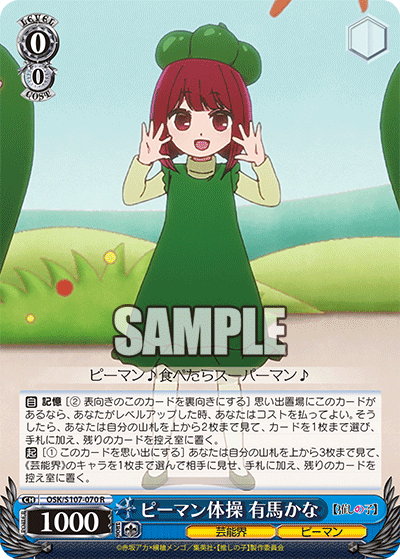 LEVEL
0
0
COST
SAMPLE
ピーマン♪食べたらスーパーマン♪
自 記憶 [② 表向きのこのカードを裏向きにする] 思い出置場にこのカードが
あるなら、あなたがレベルアップした時、あなたはコストを払ってよい。そう
したら、あなたは自分の山札を上から2枚まで見て、カードを1枚まで選び、
手札に加え、残りのカードを控え室に置く。
起 [① このカードを思い出にする] あなたは自分の山札を上から3枚まで見て、
《芸能界》のキャラを1枚まで選んで相手に見せ、手札に加え、残りのカード
を控え室に置く。
CH OSK/S107-070 R
1000
ピーマン体操 有馬かな
【推しの子】
芸能界 ピーマン
©赤坂アカ×横槍メンゴ／集英社・【推しの子】製作委員会